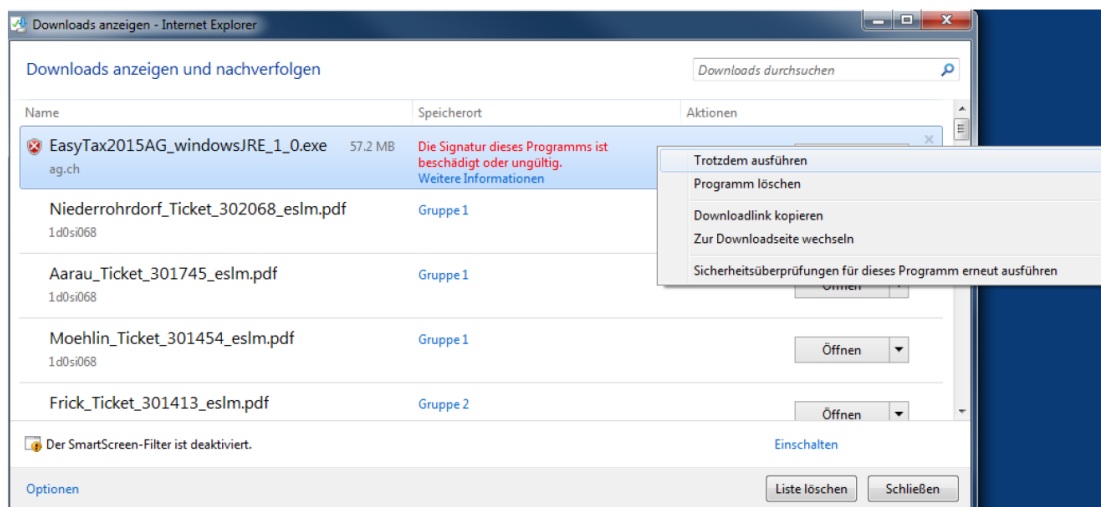 Downloads anzeigen - Internet Explorer
Downloads anzeigen und nachverfolgen
Downloads durchsuchen
Name Speicherort Aktionen
EasyTax2015AG_windowsJRE_1_0.exe 57.2 MB
ag.ch
Die Signatur dieses Programms ist
beschädigt oder ungültig.
Weitere Informationen
Trotzdem ausführen
Programm löschen
Downloadlink kopieren
Zur Downloadseite wechseln
Sicherheitsüberprüfungen für dieses Programm erneut ausführen
Niederrohrdorf_Ticket_302068_eslm.pdf Gruppe 1
1d0si068
Aarau_Ticket_301745_eslm.pdf Gruppe 1
1d0si068
Öffnen
Moehlin_Ticket_301454_eslm.pdf Gruppe 1
1d0si068
Öffnen
Frick_Ticket_301413_eslm.pdf Gruppe 2
Öffnen
Der SmartScreen-Filter ist deaktiviert. Einschalten
Optionen Liste löschen Schließen